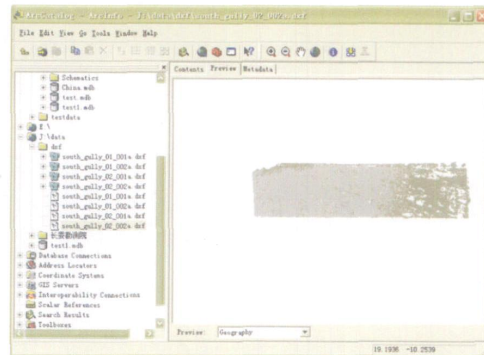 ArcCatalog - ArcInfo - J:\data\dxf\south_gully_02_002a.dxf
File Edit View Go Tools Window Help
Contents Preview Metadata
Schematics
China.mdb
test.mdb
test1.mdb
testdata
E:\
J:\data
dxf
south_gully_01_001a.dxf
south_gully_01_002a.dxf
south_gully_02_001a.dxf
south_gully_02_002a.dxf
south_gully_01_001a.dxf
south_gully_01_002a.dxf
south_gully_02_001a.dxf
south_gully_02_002a.dxf
test1.mdb
Database Connections
Address Locators
Coordinate Systems
GIS Servers
Interoperability Connections
Scalar References
Search Results
Toolboxes
Preview: Geography
19.1936 -10.2539